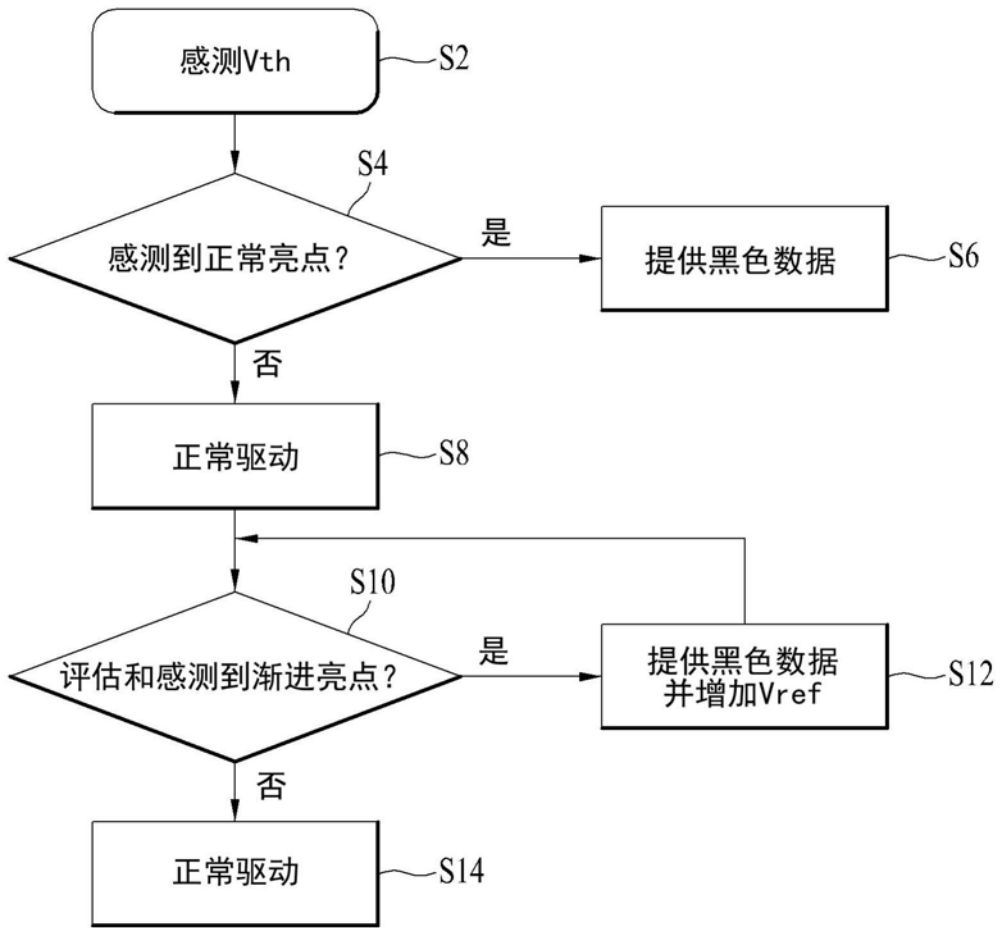 感测Vth
S2
S4
感测到正常亮点?
是
提供黑色数据
S6
否
正常驱动
S8
S10
评估和感测到渐进亮点?
是
提供黑色数据
并增加Vref
S12
否
正常驱动
S14